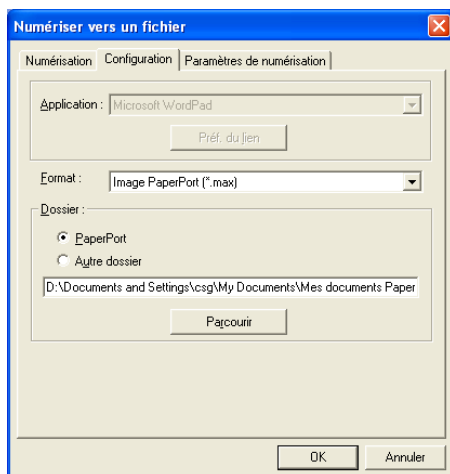 Numériser vers un fichier
Numérisation Configuration Paramètres de numérisation
Application : Microsoft WordPad
Préf. du lien
Format : Image PaperPort (*.max)
Dossier :
PaperPort
Autre dossier
D:\Documents and Settings\csg\My Documents\Mes documents Paper
Parcourir
OK Annuler